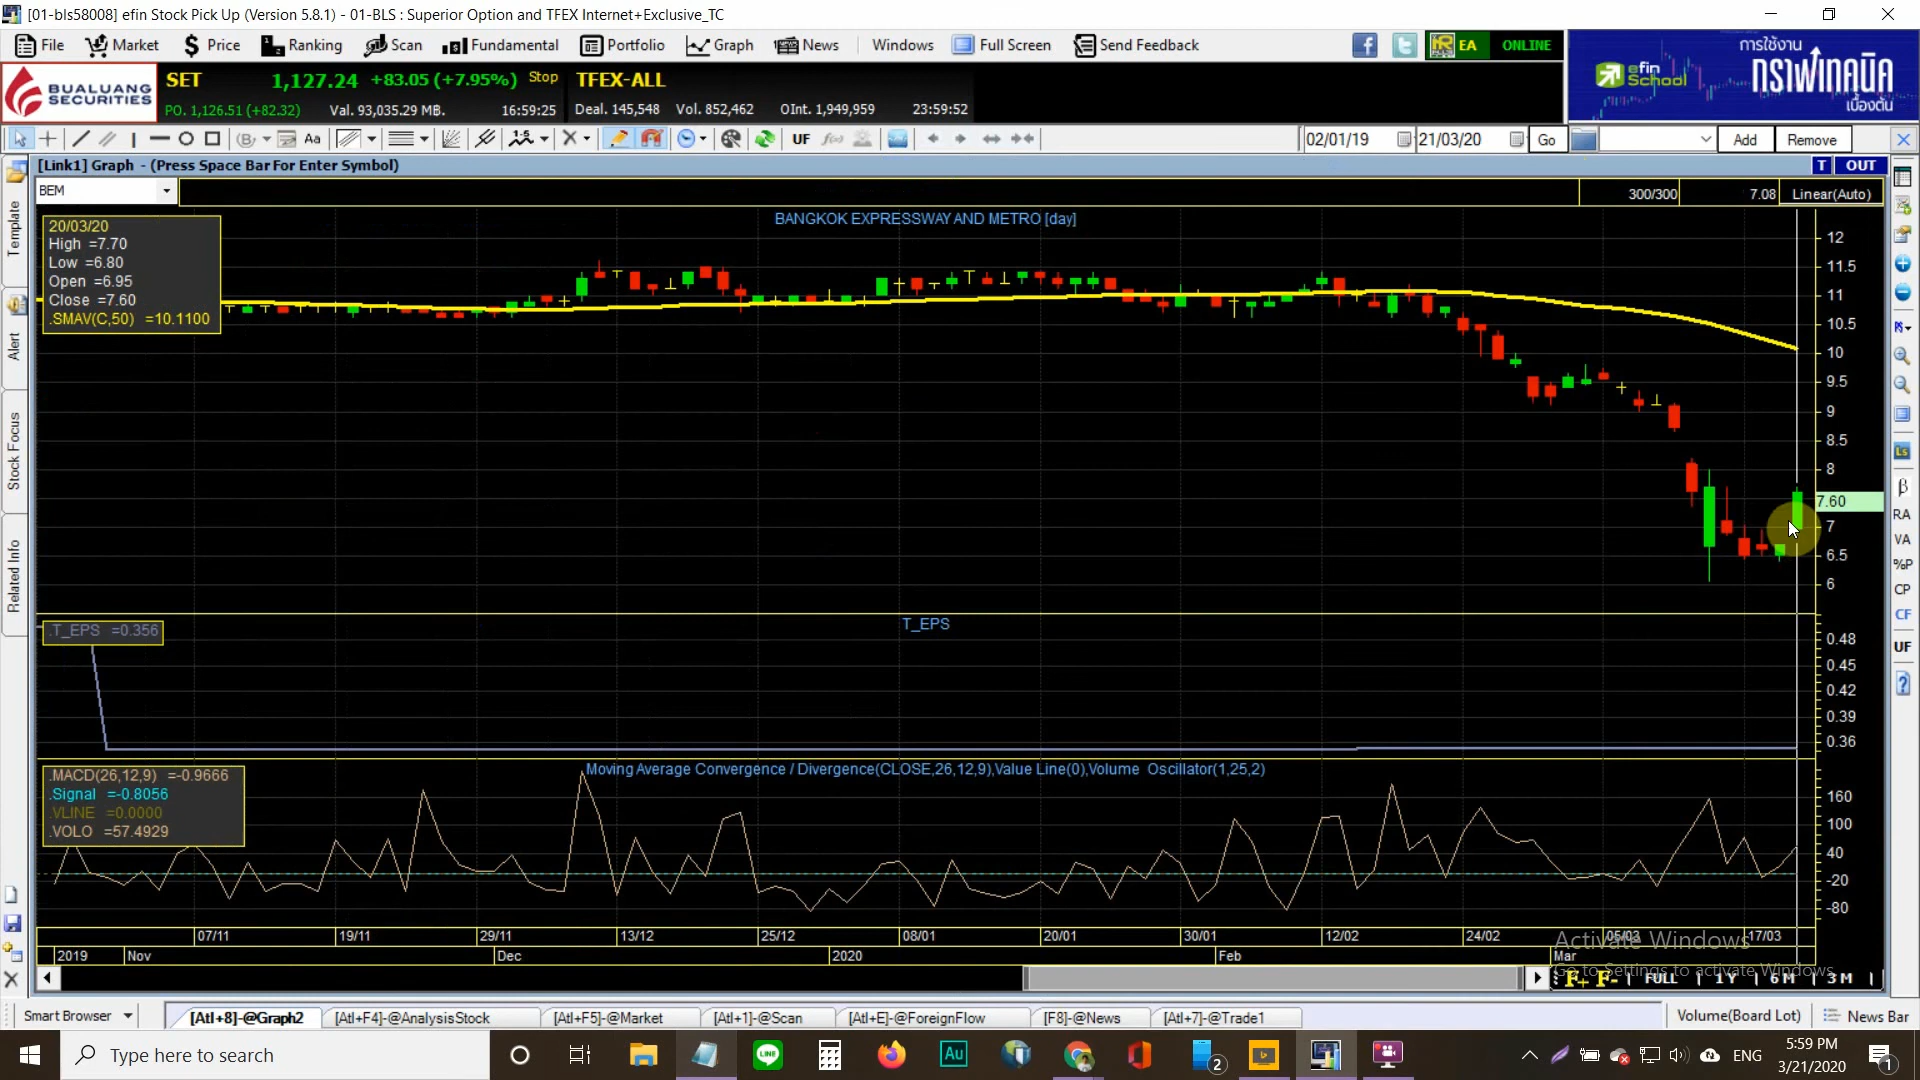 [01-bls58008] efin Stock Pick Up (Version 5.8.1) - 01-BLS : Superior Option and TFEX Internet+Exclusive_TC
File Market Price Ranking Scan Fundamental Portfolio Graph News Windows Full Screen Send Feedback EA ONLINE
การใช้งาน
efin School กราฟเทคนิค
เบื้องต้น
BUALUANG SECURITIES
SET 1,127.24 +83.05 (+7.95%) Stop TFEX-ALL
PO. 1,126.51 (+82.32) Val. 93,035.29 MB. 16:59:25 Deal. 145,548 Vol. 852,462 OInt. 1,949,959 23:59:52
Aa UF 02/01/19 21/03/20 Go Add Remove
[Link1] Graph - (Press Space Bar For Enter Symbol) T OUT
BEM 300/300 7.08 Linear(Auto)
BANGKOK EXPRESSWAY AND METRO [day]
20/03/20
High =7.70
Low =6.80
Open =6.95
Close =7.60
.SMAV(C,50) =10.1100
12
11.5
11
10.5
10
9.5
9
8.5
8
7.60
7
6.5
6
Template
Alert
Stock Focus
Related Info
Ls
β
RA
VA
%P
CP
CF
UF
.T_EPS =0.356 T_EPS
0.48
0.45
0.42
0.39
0.36
Moving Average Convergence / Divergence(CLOSE,26,12,9),Value Line(0),Volume Oscillator(1,25,2)
.MACD(26,12,9) =-0.9666
.Signal =-0.8056
.VLINE =0.0000
.VOLO =57.4929
160
100
40
-20
-80
07/11 19/11 29/11 13/12 25/12 08/01 20/01 30/01 12/02 24/02 05/03 17/03
2019 Nov Dec 2020 Feb Mar
Activate Windows
Go to Settings to activate Windows.
F+ F- FULL 1Y 6M 3M
Smart Browser [Atl+8]-@Graph2 [Atl+F4]-@AnalysisStock [Atl+F5]-@Market [Atl+1]-@Scan [Atl+E]-@ForeignFlow [F8]-@News [Atl+7]-@Trade1 Volume(Board Lot) News Bar
Type here to search LINE Au 2 ENG 5:59 PM
3/21/2020 1